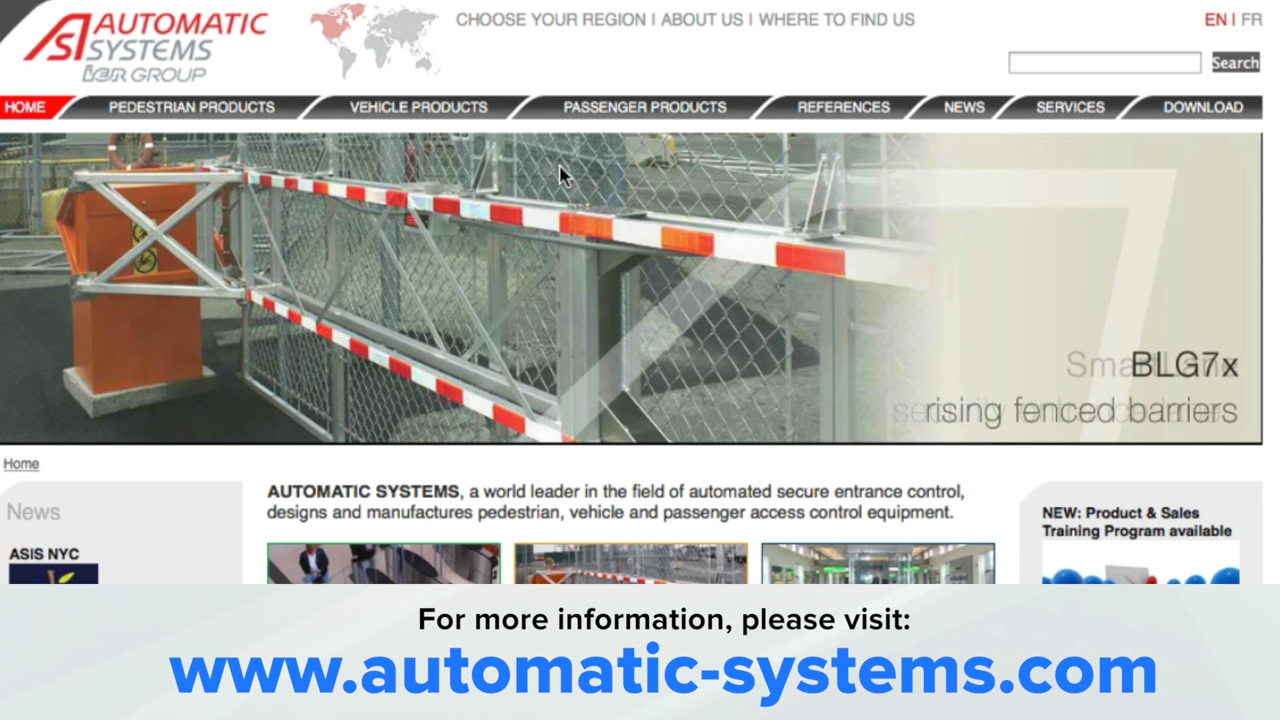 AUTOMATIC
SYSTEMS
IER GROUP
CHOOSE YOUR REGION I ABOUT US I WHERE TO FIND US
EN I FR
Search
HOME
PEDESTRIAN PRODUCTS
VEHICLE PRODUCTS
PASSENGER PRODUCTS
REFERENCES
NEWS
SERVICES
DOWNLOAD
BLG7x
rising fenced barriers
Home
News
ASIS NYC
AUTOMATIC SYSTEMS, a world leader in the field of automated secure entrance control,
designs and manufactures pedestrian, vehicle and passenger access control equipment.
NEW: Product & Sales
Training Program available
For more information, please visit:
www.automatic-systems.com